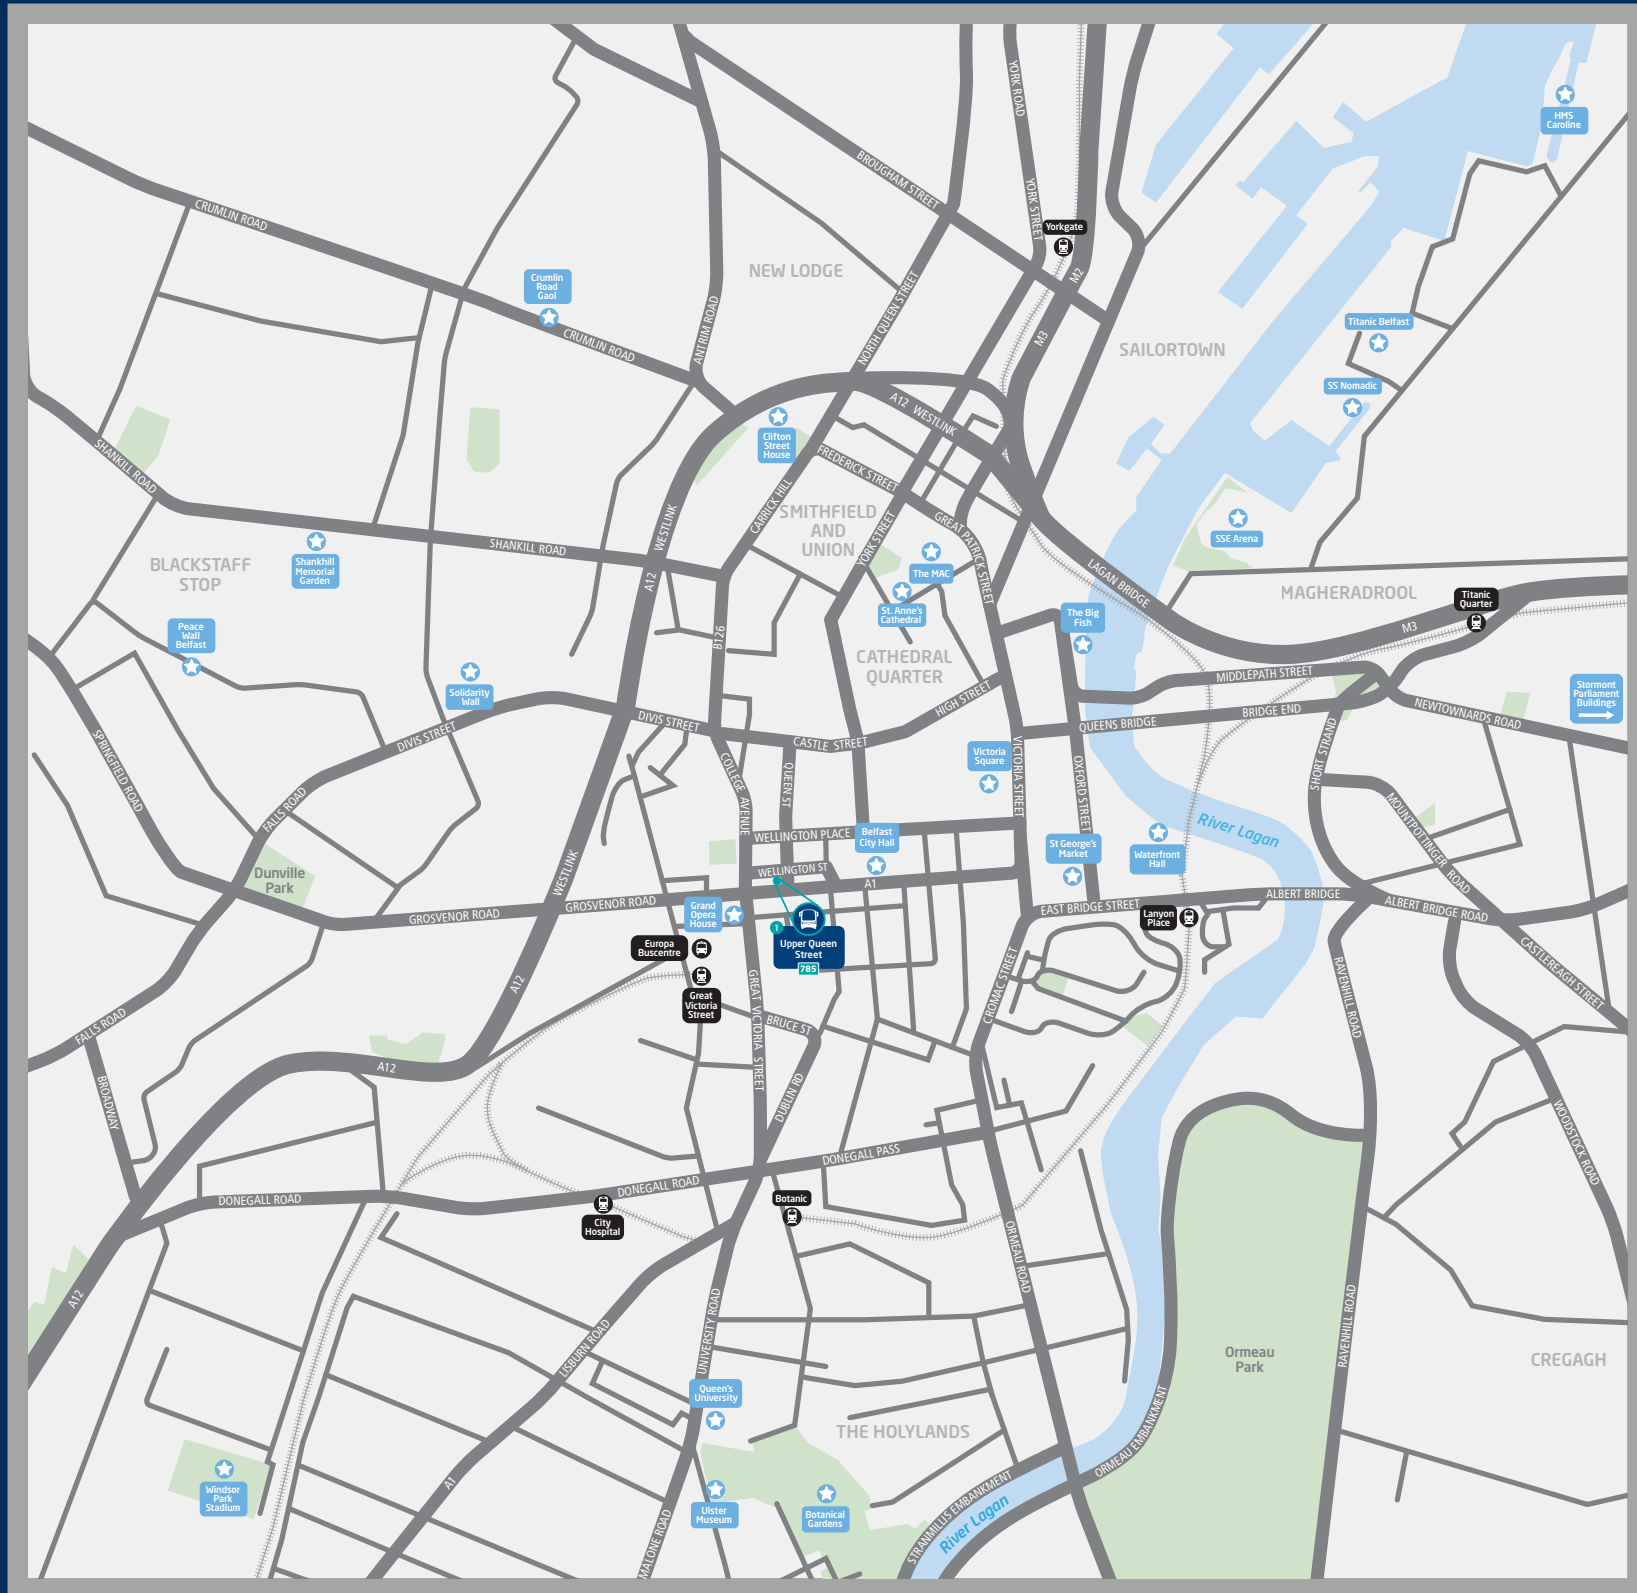 YORK ROAD
HMS
Caroline
BROUGHAM STREET
YORK STREET
CRUMLIN ROAD
Yorkgate
NEW LODGE
M2
Crumlin
Road
Gaol
ANTRIM ROAD
NORTH QUEEN STREET
CRUMLIN ROAD
M3
SAILORTOWN
Titanic Belfast
SS Nomadic
A12 WESTLINK
Clifton
Street
House
SHANKILL ROAD
FREDERICK STREET
CARRICK HILL
SMITHFIELD
AND
UNION
WESTLINK
YORK STREET
GREAT PATRICK STREET
SSE Arena
SHANKILL ROAD
Shankhill
Memorial
Garden
BLACKSTAFF
STOP
A12
The MAC
LAGAN BRIDGE
MAGHERADROOL
Titanic
Quarter
St. Anne's
Cathedral
The Big
Fish
Peace
Wall
Belfast
B126
M3
CATHEDRAL
QUARTER
MIDDLEPATH STREET
Solidarity
Wall
HIGH STREET
Stormont
Parliament
Buildings
BRIDGE END
NEWTOWNARDS ROAD
DIVIS STREET
QUEENS BRIDGE
DIVIS STREET
CASTLE STREET
SHORT STRAND
SPRINGFIELD ROAD
Victoria
Square
VICTORIA STREET
COLLEGE AVENUE
QUEEN ST
OXFORD STREET
FALLS ROAD
MOUNTPOTTINGER ROAD
WELLINGTON PLACE
Belfast
City Hall
River Lagan
St George's
Market
Waterfront
Hall
WESTLINK
WELLINGTON ST
A1
Dunville
Park
GROSVENOR ROAD
GROSVENOR ROAD
Grand
Opera
House
EAST BRIDGE STREET
ALBERT BRIDGE
ALBERT BRIDGE ROAD
Lanyon
Place
1
Upper Queen
Street
785
Europa
Buscentre
CASTLEREAGH STREET
A12
CROMAC STREET
RAVENHILL ROAD
Great
Victoria
Street
GREAT VICTORIA STREET
BRUCE ST
FALLS ROAD
A12
DUBLIN RD
BROADWAY
WOODSTOCK ROAD
DONEGALL PASS
DONEGALL ROAD
DONEGALL ROAD
Botanic
City
Hospital
ORMEAU ROAD
A12
UNIVERSITY ROAD
LISBURN ROAD
RAVENHILL ROAD
Ormeau
Park
CREGAGH
Queen's
University
THE HOLYLANDS
ORMEAU EMBANKMENT
A1
Windsor
Park
Stadium
Ulster
Museum
Botanical
Gardens
STRANMILLIS EMBANKMENT
River Lagan
MALONE ROAD